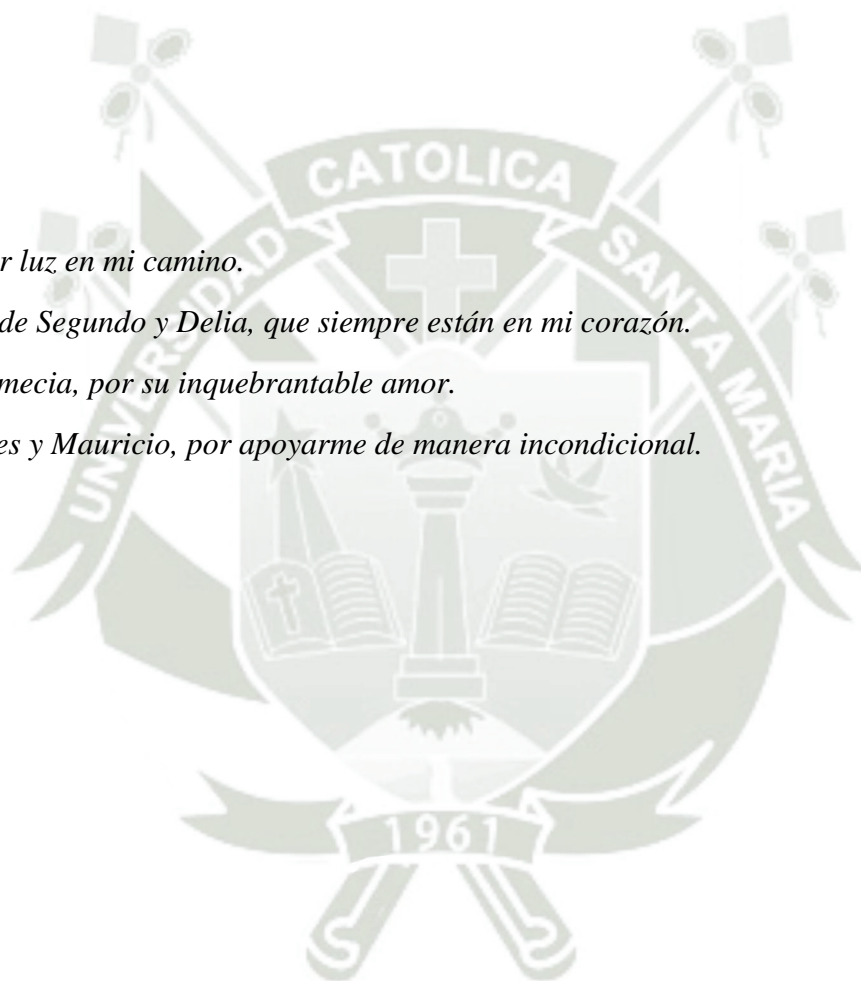 r luz en mi camino.
de Segundo y Delia, que siempre están en mi corazón.
mecia, por su inquebrantable amor.
es y Mauricio, por apoyarme de manera incondicional.
UNIVERSIDAD CATOLICA SANTA MARIA
1961